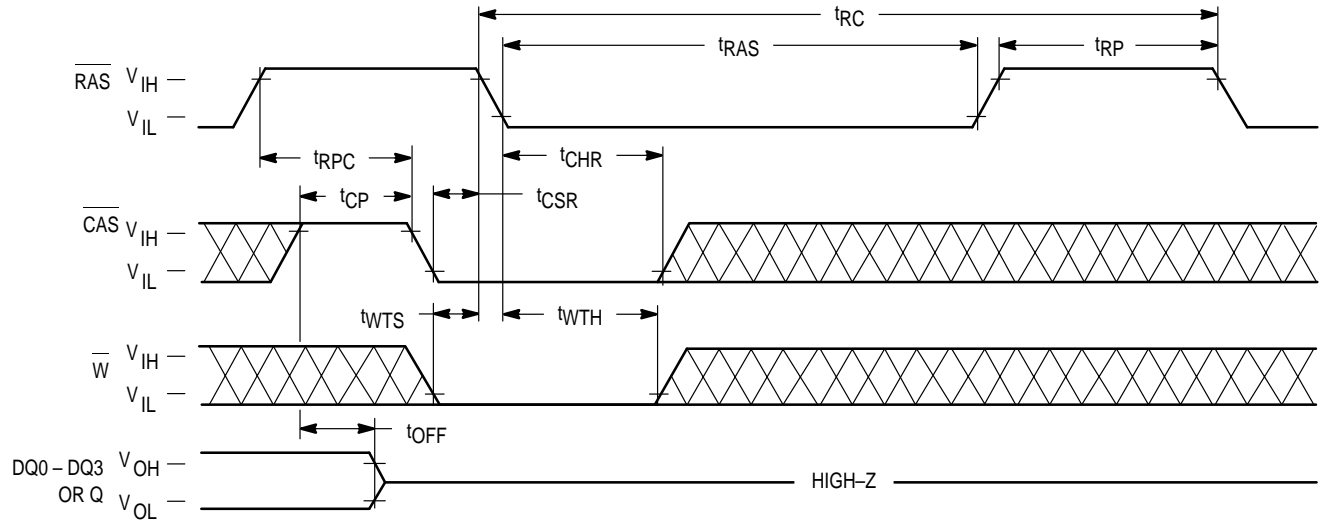 tRC
tRAS
tRP
RAS VIH
VIL
tRPC
tCHR
tCP
tCSR
CAS VIH
VIL
tWTS
tWTH
W VIH
VIL
tOFF
DQ0 – DQ3 VOH
OR Q
HIGH–Z
VOL